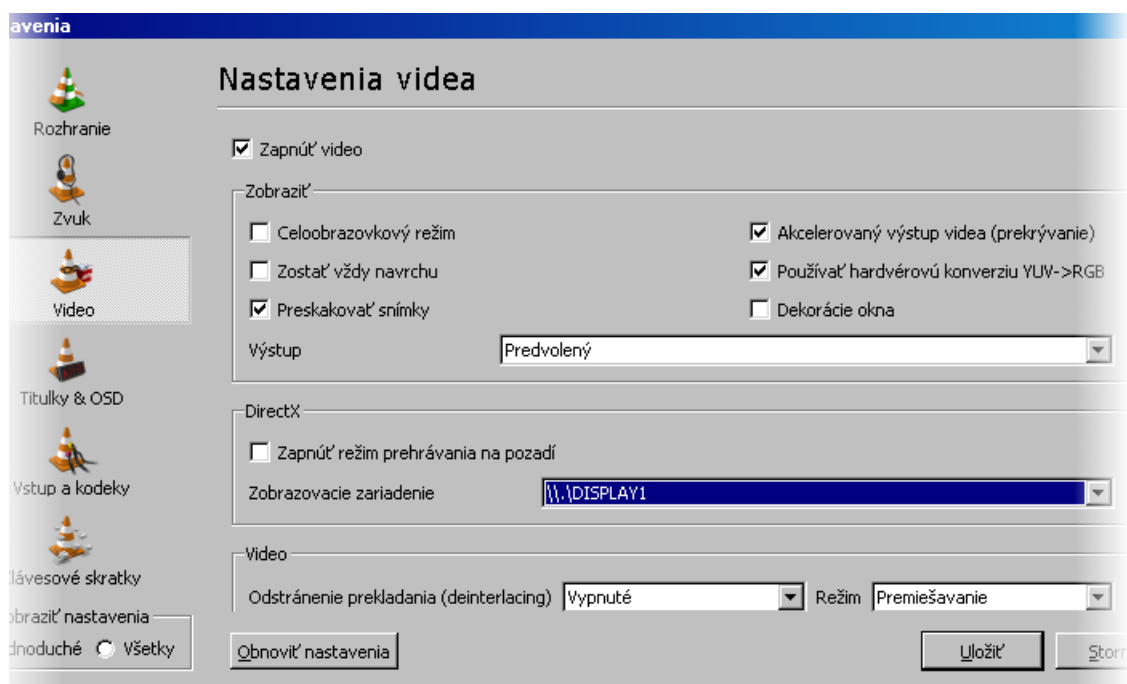 avenia
Nastavenia videa
Rozhranie
Zvuk
Video
Titulky & OSD
Vstup a kodeky
lávesové skratky
obraziť nastavenia
dnoduché Všetky
Zapnúť video
Zobraziť
Celoobrazovkový režim
Akcelerovaný výstup videa (prekrývanie)
Zostať vždy navrchu
Používať hardvérovú konverziu YUV->RGB
Preskakovať snímky
Dekorácie okna
Výstup Predvolený
DirectX
Zapnúť režim prehrávania na pozadí
Zobrazovacie zariadenie \\.\DISPLAY1
Video
Odstránenie prekladania (deinterlacing) Vypnuté Režim Premiešavanie
Obnoviť nastavenia Uložiť Storn